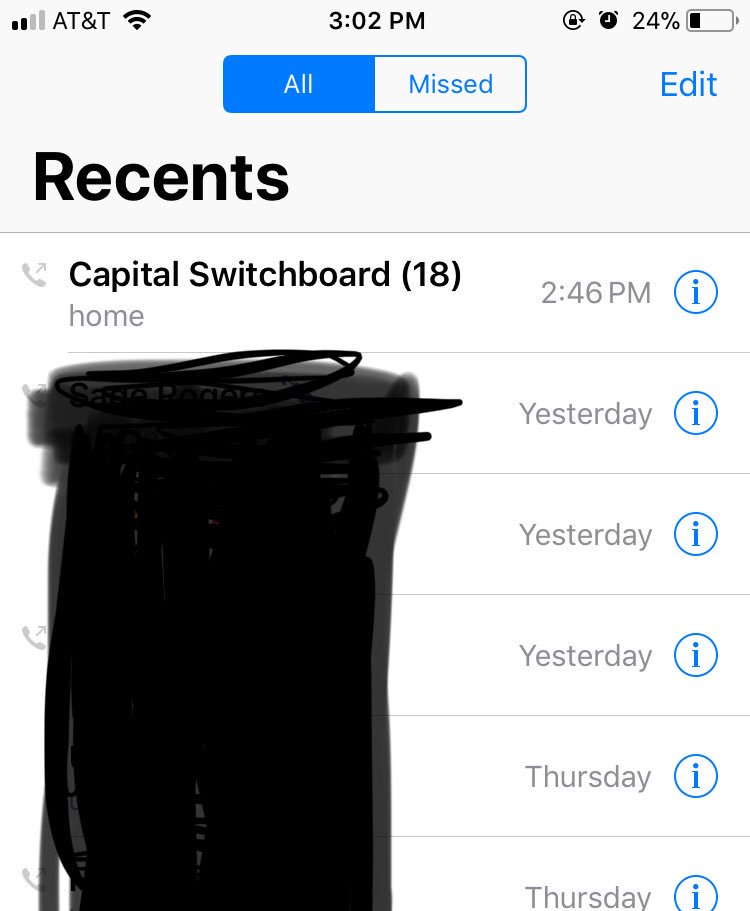 AT&T 3:02 PM 24%
All Missed Edit
Recents
Capital Switchboard (18)
home
2:46 PM
Yesterday
Yesterday
Yesterday
Thursday
Thursday